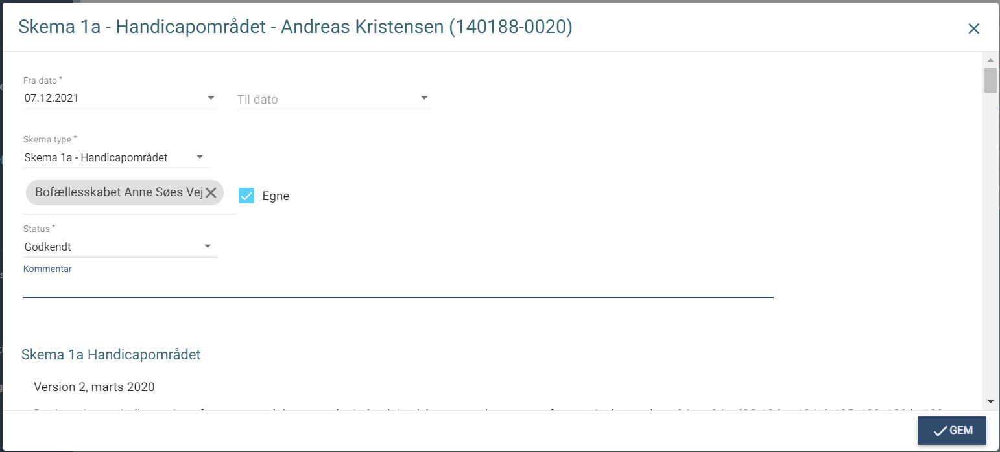 Skema 1a - Handicapområdet - Andreas Kristensen (140188-0020)
Fra dato *
07.12.2021
Til dato
Skema type *
Skema 1a - Handicapområdet
Bofællesskabet Anne Søes Vej
Egne
Status *
Godkendt
Kommentar
Skema 1a Handicapområdet
Version 2, marts 2020
GEM